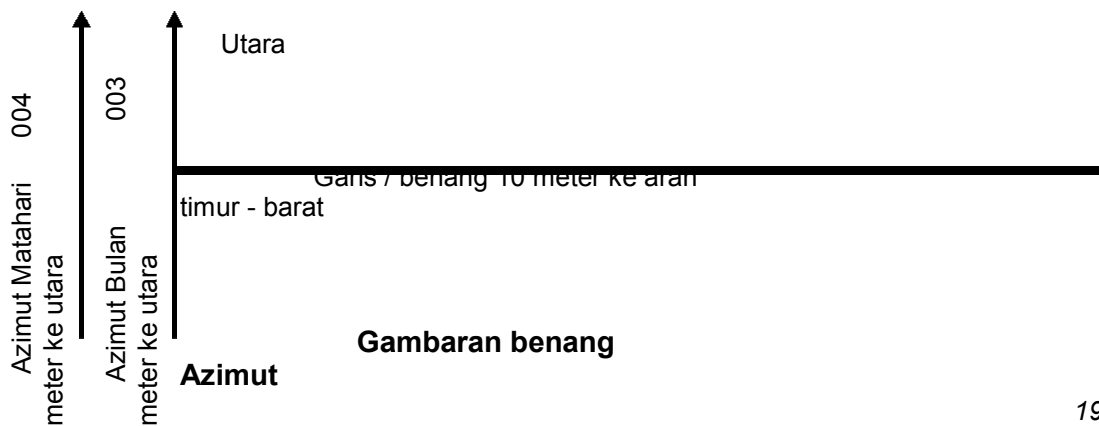 Utara
Azimut Matahari 004
meter ke utara
Azimut Bulan 003
meter ke utara
Garis / benang 10 meter ke arah
timur - barat
Gambaran benang
Azimut
19